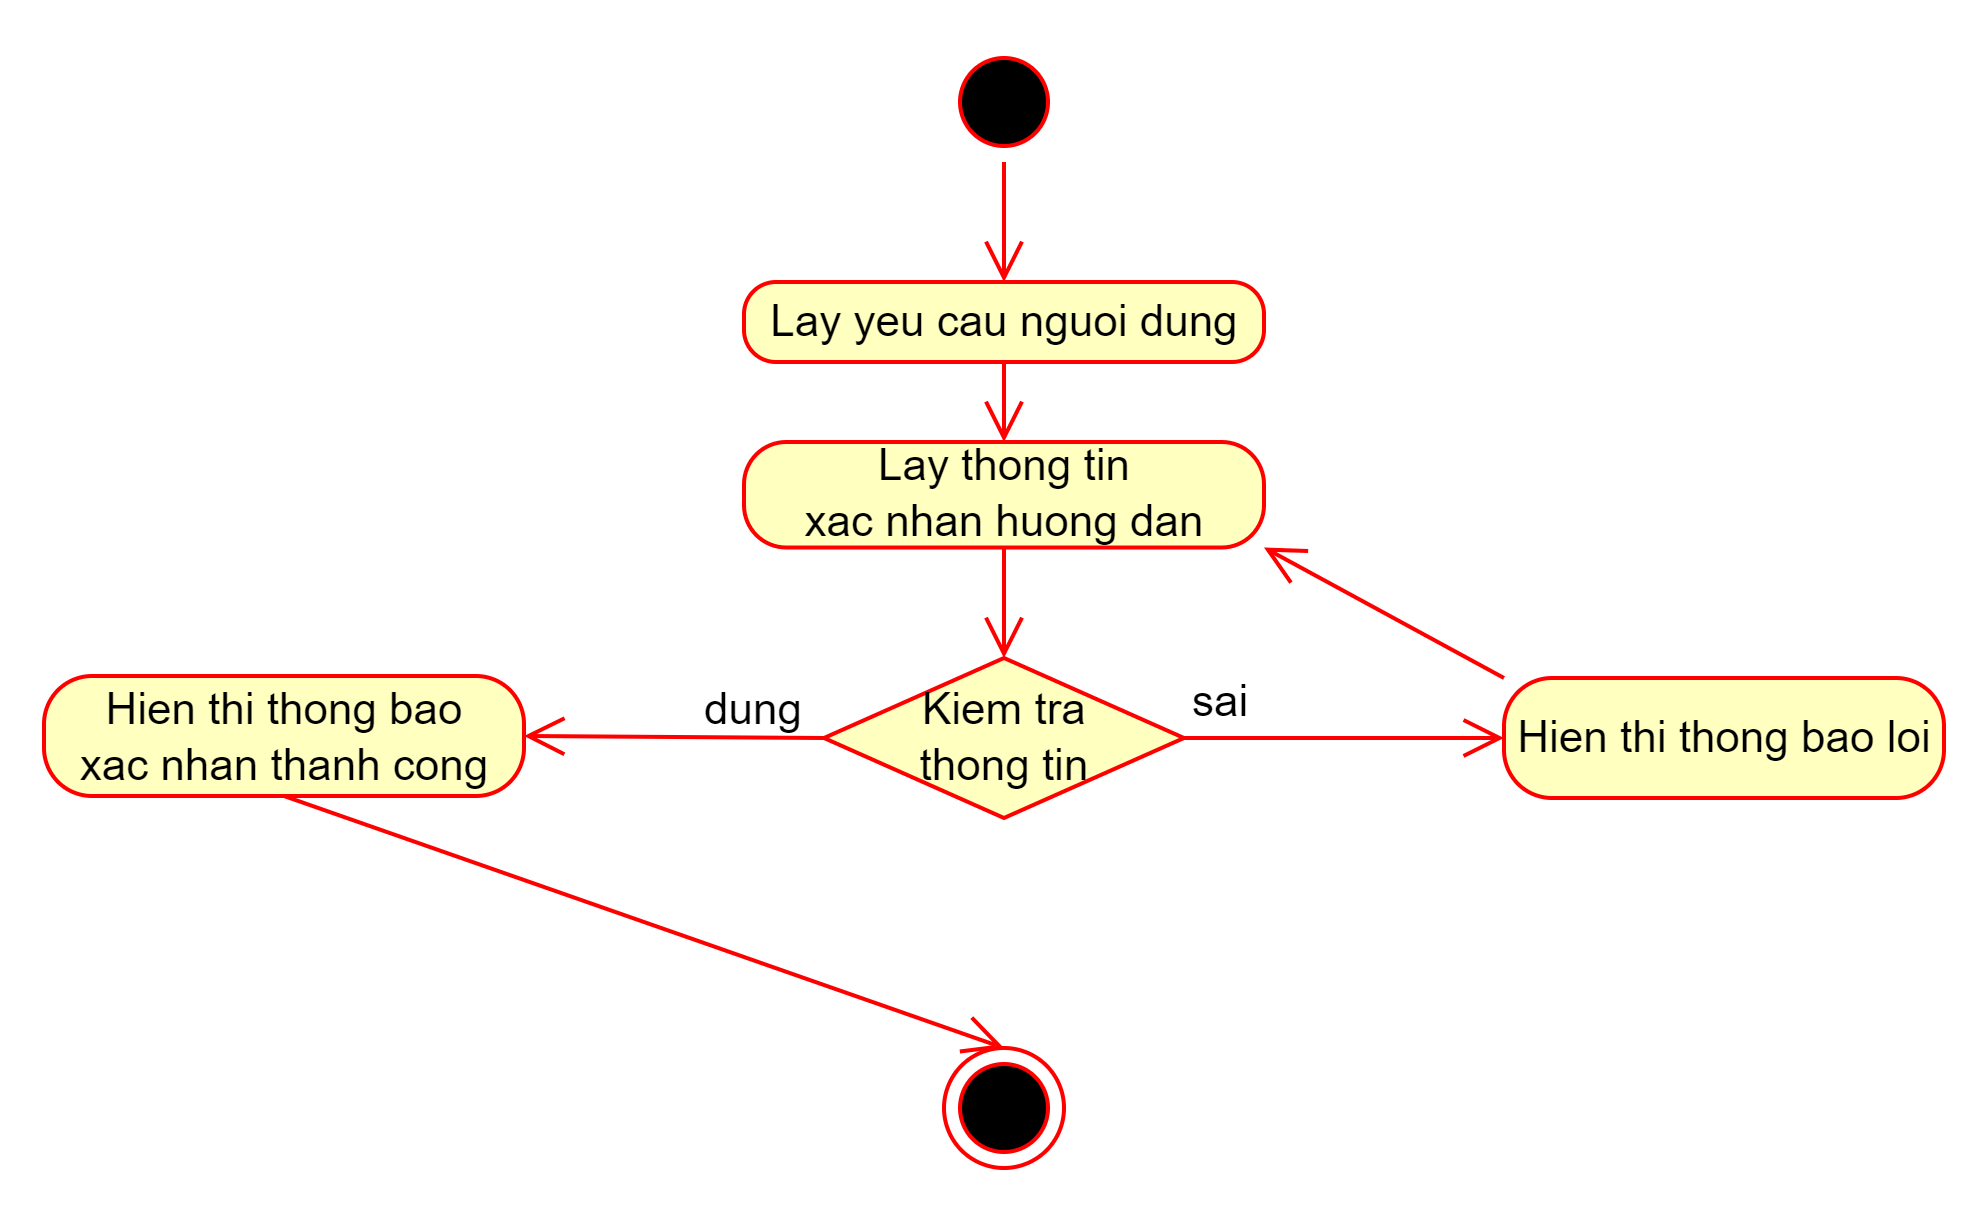 Lay yeu cau nguoi dung
Lay thong tin
xac nhan huong dan
Hien thi thong bao
xac nhan thanh cong
dung
Kiem tra
thong tin
sai
Hien thi thong bao loi